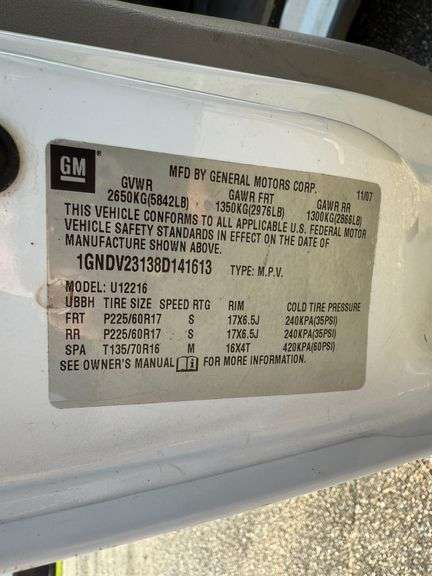 GM ® MFD BY GENERAL MOTORS CORP. 11/07
GVWR GAWR FRT GAWR RR
2650KG(5842LB) 1350KG(2976LB) 1300KG(2866LB)
THIS VEHICLE CONFORMS TO ALL APPLICABLE U.S. FEDERAL MOTOR
VEHICLE SAFETY STANDARDS IN EFFECT ON THE DATE OF
MANUFACTURE SHOWN ABOVE.
1GNDV23138D141613 TYPE: M.P.V.
MODEL: U12216
UBBH TIRE SIZE SPEED RTG RIM COLD TIRE PRESSURE
FRT P225/60R17 S 17X6.5J 240KPA(35PSI)
RR P225/60R17 S 17X6.5J 240KPA(35PSI)
SPA T135/70R16 M 16X4T 420KPA(60PSI)
SEE OWNER'S MANUAL i FOR MORE INFORMATION.